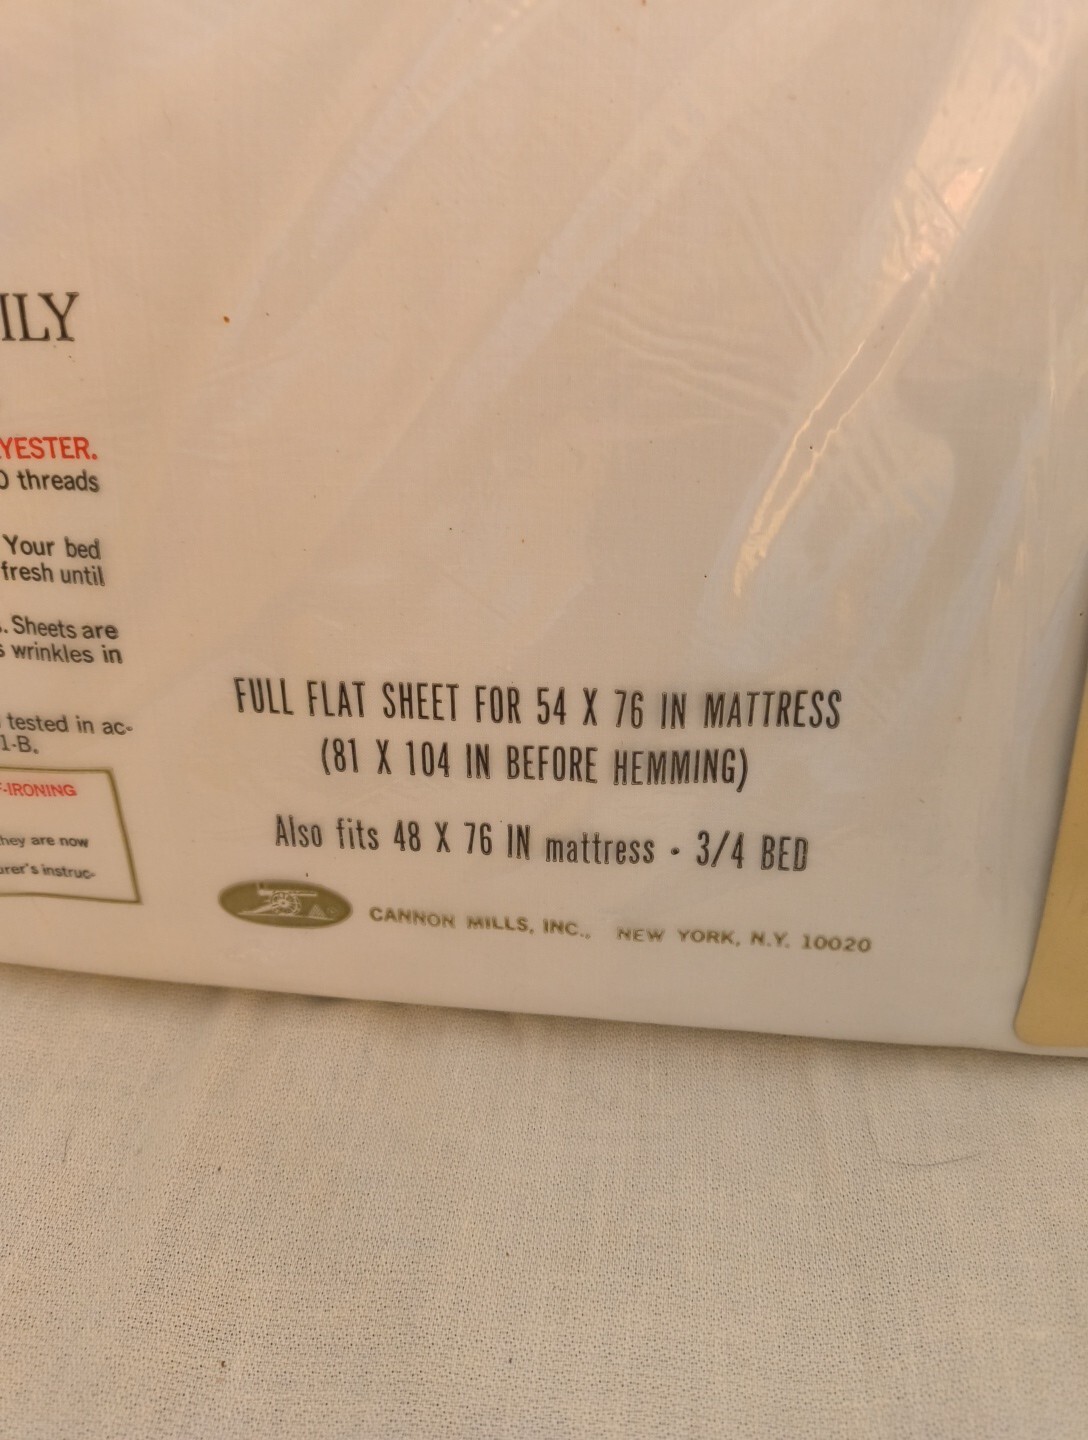 ILY
YESTER.
0 threads
Your bed
fresh until
. Sheets are
s wrinkles in
tested in ac-
1-B.
-IRONING
hey are now
urer's instruc-
FULL FLAT SHEET FOR 54 X 76 IN MATTRESS
(81 X 104 IN BEFORE HEMMING)
Also fits 48 X 76 IN mattress • 3/4 BED
CANNON MILLS, INC., NEW YORK, N.Y. 10020